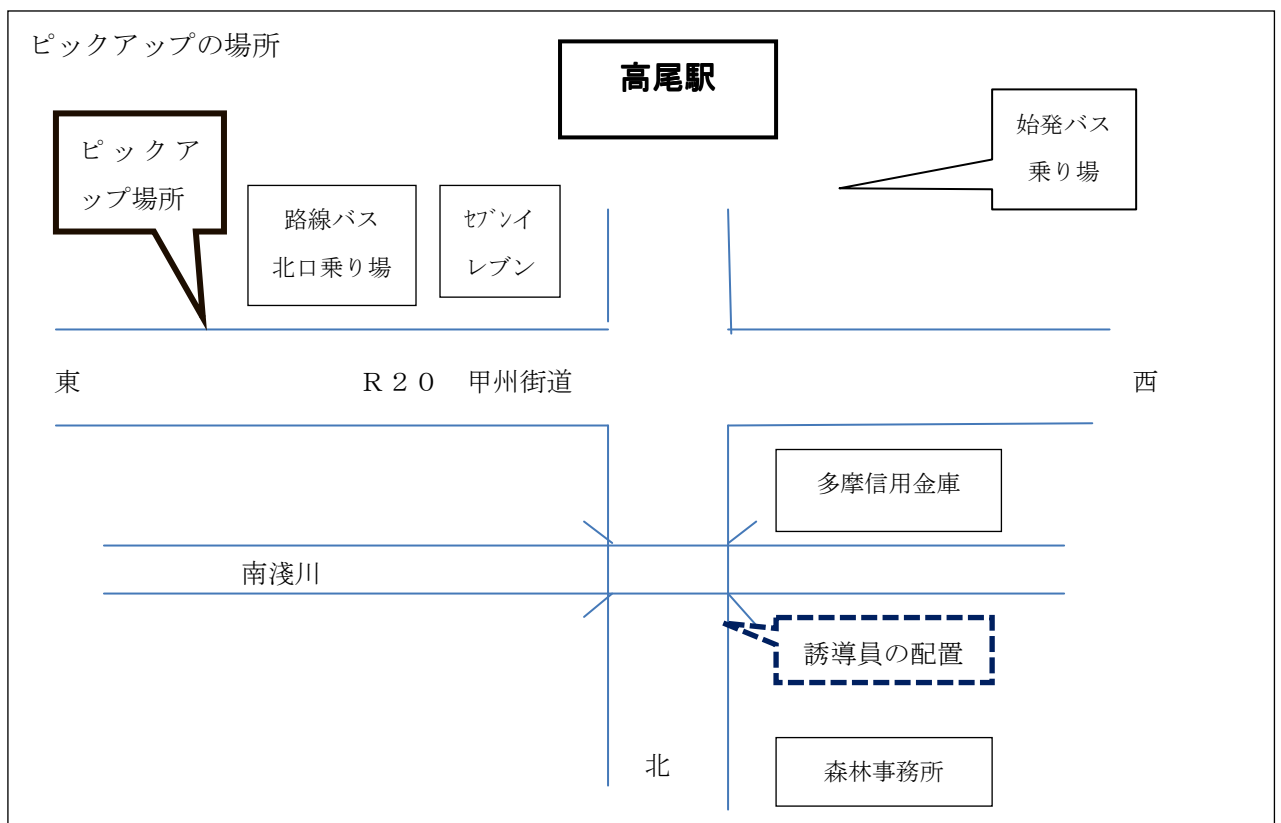 ピックアップの場所
高尾駅
始発バス
乗り場
ピックア
ップ場所
路線バス
北口乗り場
ｾﾌﾞﾝイ
レブン
東
Ｒ２０　甲州街道
西
多摩信用金庫
南淺川
誘導員の配置
北
森林事務所